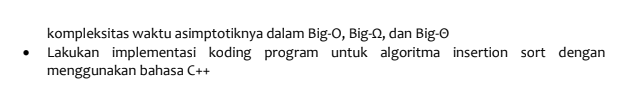 kompleksitas waktu asimptotiknya dalam Big-O, Big-Ω, dan Big-Θ
• Lakukan implementasi koding program untuk algoritma insertion sort dengan
menggunakan bahasa C++